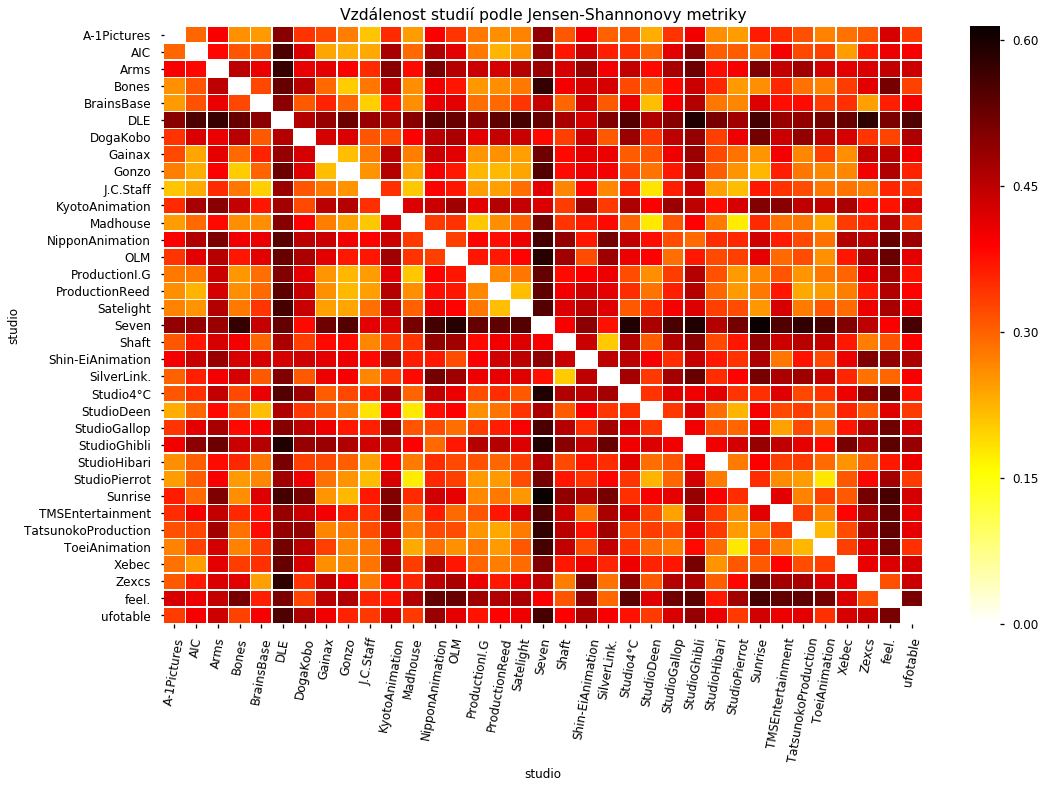 Vzdálenost studií podle Jensen-Shannonovy metriky
studio
A-1Pictures
AIC
Arms
Bones
BrainsBase
DLE
DogaKobo
Gainax
Gonzo
J.C.Staff
KyotoAnimation
Madhouse
NipponAnimation
OLM
ProductionI.G
ProductionReed
Satelight
Seven
Shaft
Shin-EiAnimation
SilverLink.
Studio4°C
StudioDeen
StudioGallop
StudioGhibli
StudioHibari
StudioPierrot
Sunrise
TMSEntertainment
TatsunokoProduction
ToeiAnimation
Xebec
Zexcs
feel.
ufotable
A-1Pictures
AIC
Arms
Bones
BrainsBase
DLE
DogaKobo
Gainax
Gonzo
J.C.Staff
KyotoAnimation
Madhouse
NipponAnimation
OLM
ProductionI.G
ProductionReed
Satelight
Seven
Shaft
Shin-EiAnimation
SilverLink.
Studio4°C
StudioDeen
StudioGallop
StudioGhibli
StudioHibari
StudioPierrot
Sunrise
TMSEntertainment
TatsunokoProduction
ToeiAnimation
Xebec
Zexcs
feel.
ufotable
studio
0.60
0.45
0.30
0.15
0.00